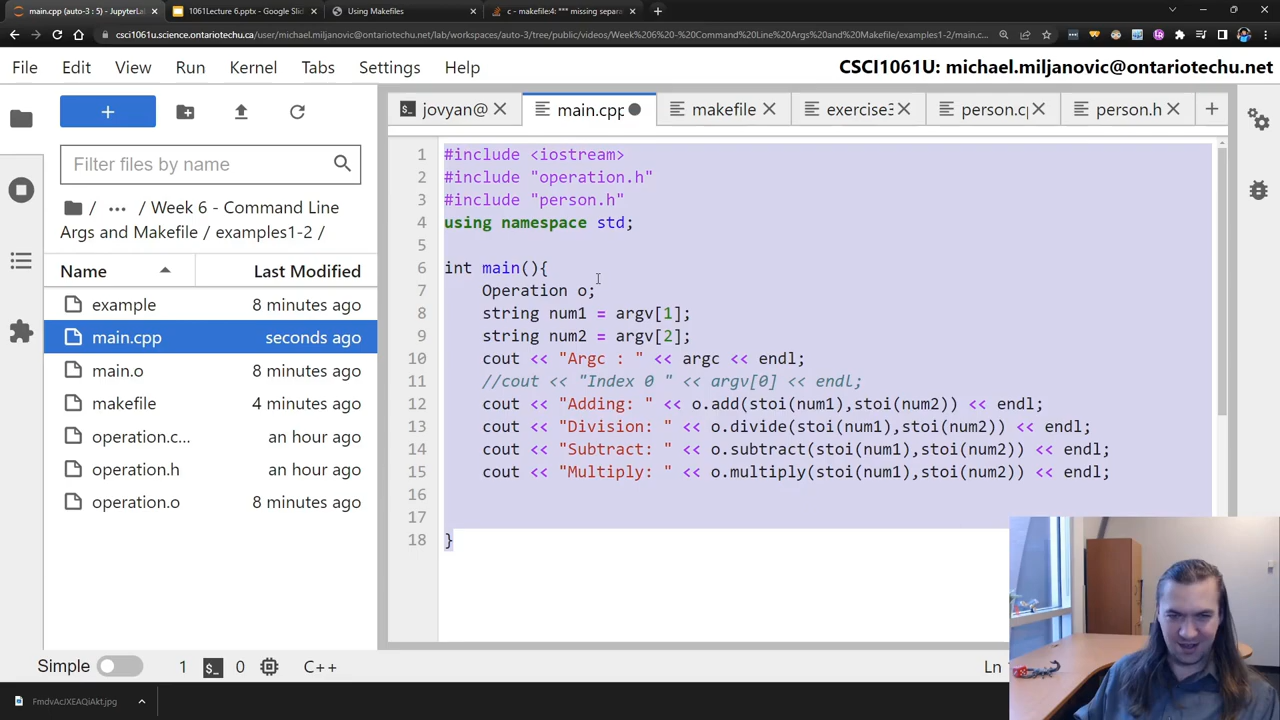 main.cpp (auto-3 : 5) - JupyterLa
1061Lecture 6.pptx - Google Slid
Using Makefiles
c - makefile:4: *** missing separa
csci1061u.science.ontariotechu.ca/user/michael.miljanovic@ontariotechu.net/lab/workspaces/auto-3/tree/public/videos/Week%206%20-%20Command%20Line%20Args%20and%20Makefile/examples1-2/main.c...
File Edit View Run Kernel Tabs Settings Help
CSCI1061U: michael.miljanovic@ontariotechu.net
jovyan@
main.cpp
makefile
exercise3
person.cp
person.h
Filter files by name
/ ... / Week 6 - Command Line
Args and Makefile / examples1-2 /
Name Last Modified
example 8 minutes ago
main.cpp seconds ago
main.o 8 minutes ago
makefile 4 minutes ago
operation.c... an hour ago
operation.h an hour ago
operation.o 8 minutes ago
1 #include <iostream>
2 #include "operation.h"
3 #include "person.h"
4 using namespace std;
5
6 int main(){
7 Operation o;
8 string num1 = argv[1];
9 string num2 = argv[2];
10 cout << "Argc : " << argc << endl;
11 //cout << "Index 0 " << argv[0] << endl;
12 cout << "Adding: " << o.add(stoi(num1),stoi(num2)) << endl;
13 cout << "Division: " << o.divide(stoi(num1),stoi(num2)) << endl;
14 cout << "Subtract: " << o.subtract(stoi(num1),stoi(num2)) << endl;
15 cout << "Multiply: " << o.multiply(stoi(num1),stoi(num2)) << endl;
16
17
18 }
Simple 1 $_ 0 C++
Ln
FmdvAcJXEAQiAkt.jpg